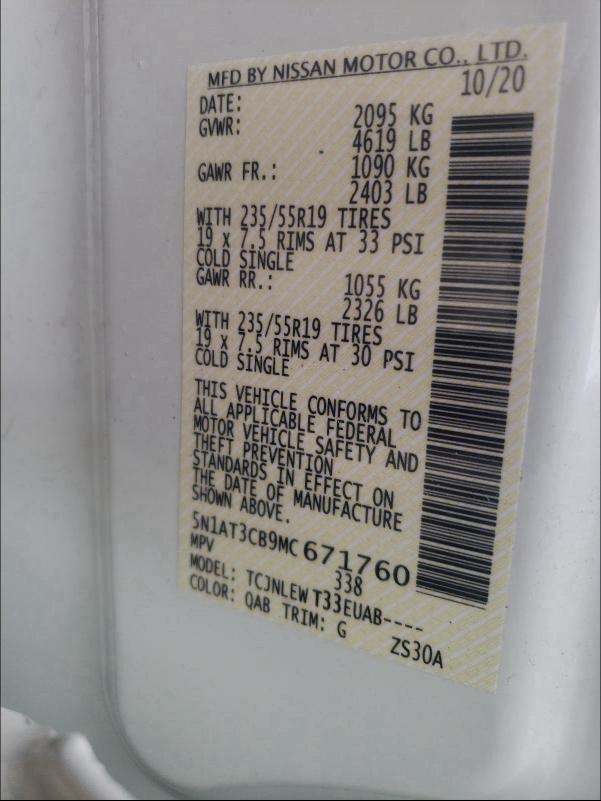 MFD BY NISSAN MOTOR CO., LTD.
DATE: 10/20
GVWR: 2095 KG
4619 LB
GAWR FR.: 1090 KG
2403 LB
WITH 235/55R19 TIRES
19 x 7.5 RIMS AT 33 PSI
COLD SINGLE
GAWR RR.: 1055 KG
2326 LB
WITH 235/55R19 TIRES
19 x 7.5 RIMS AT 30 PSI
COLD SINGLE
THIS VEHICLE CONFORMS TO
ALL APPLICABLE FEDERAL
MOTOR VEHICLE SAFETY AND
THEFT PREVENTION
STANDARDS IN EFFECT ON
THE DATE OF MANUFACTURE
SHOWN ABOVE.
5N1AT3CB9MC 671760
MPV 338
MODEL: TCJNLEW T33EUAB----
COLOR: QAB TRIM: G ZS30A